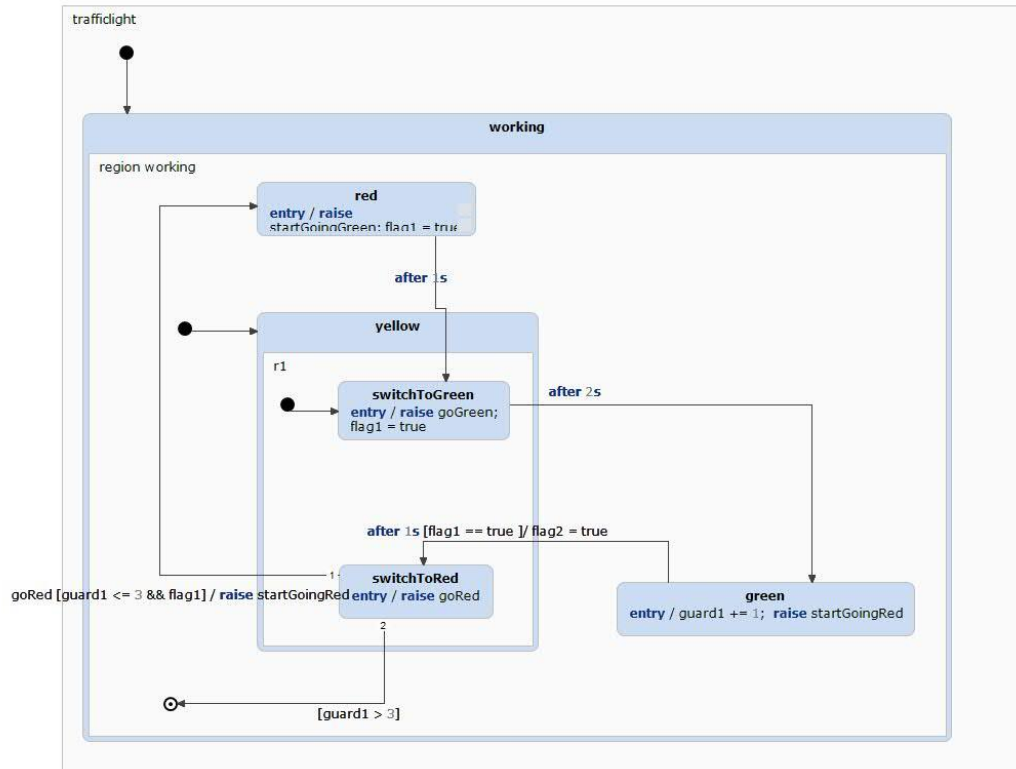 trafficlight
working
region working
red
entry / raise
startGoingGreen; flag1 = true
after 1s
yellow
r1
switchToGreen
entry / raise goGreen;
flag1 = true
after 2s
after 1s [flag1 == true ]/ flag2 = true
switchToRed
entry / raise goRed
1
goRed [guard1 <= 3 && flag1] / raise startGoingRed
2
green
entry / guard1 += 1; raise startGoingRed
[guard1 > 3]